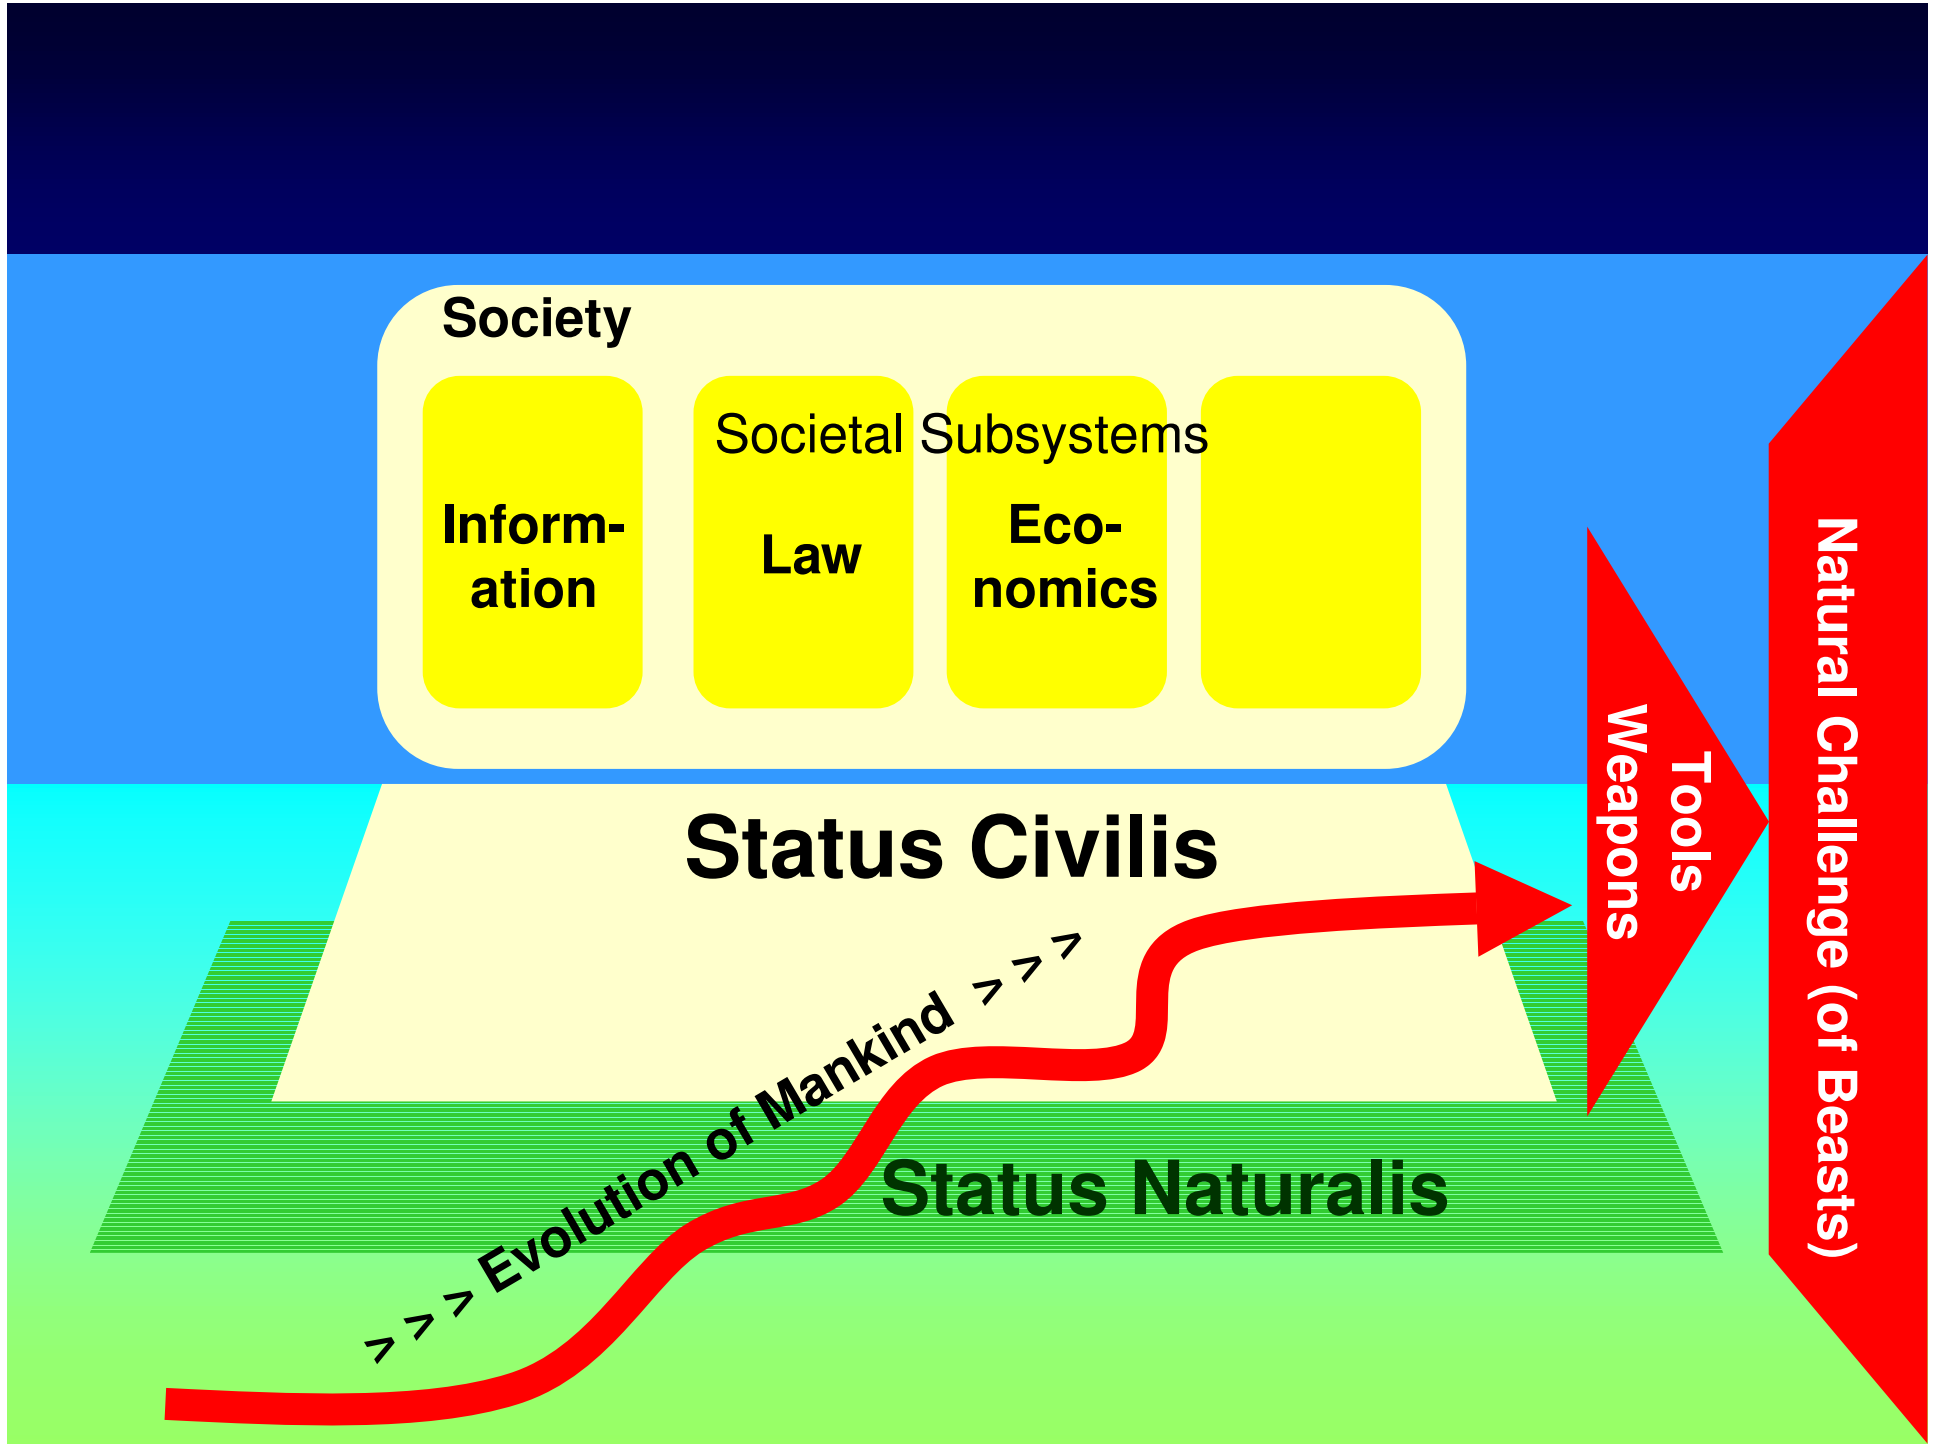 Society
Societal Subsystems
Inform-
ation
Law
Eco-
nomics
Status Civilis
> > > Evolution of Mankind > > >
Status Naturalis
Tools
Weapons
Natural Challenge (of Beasts)